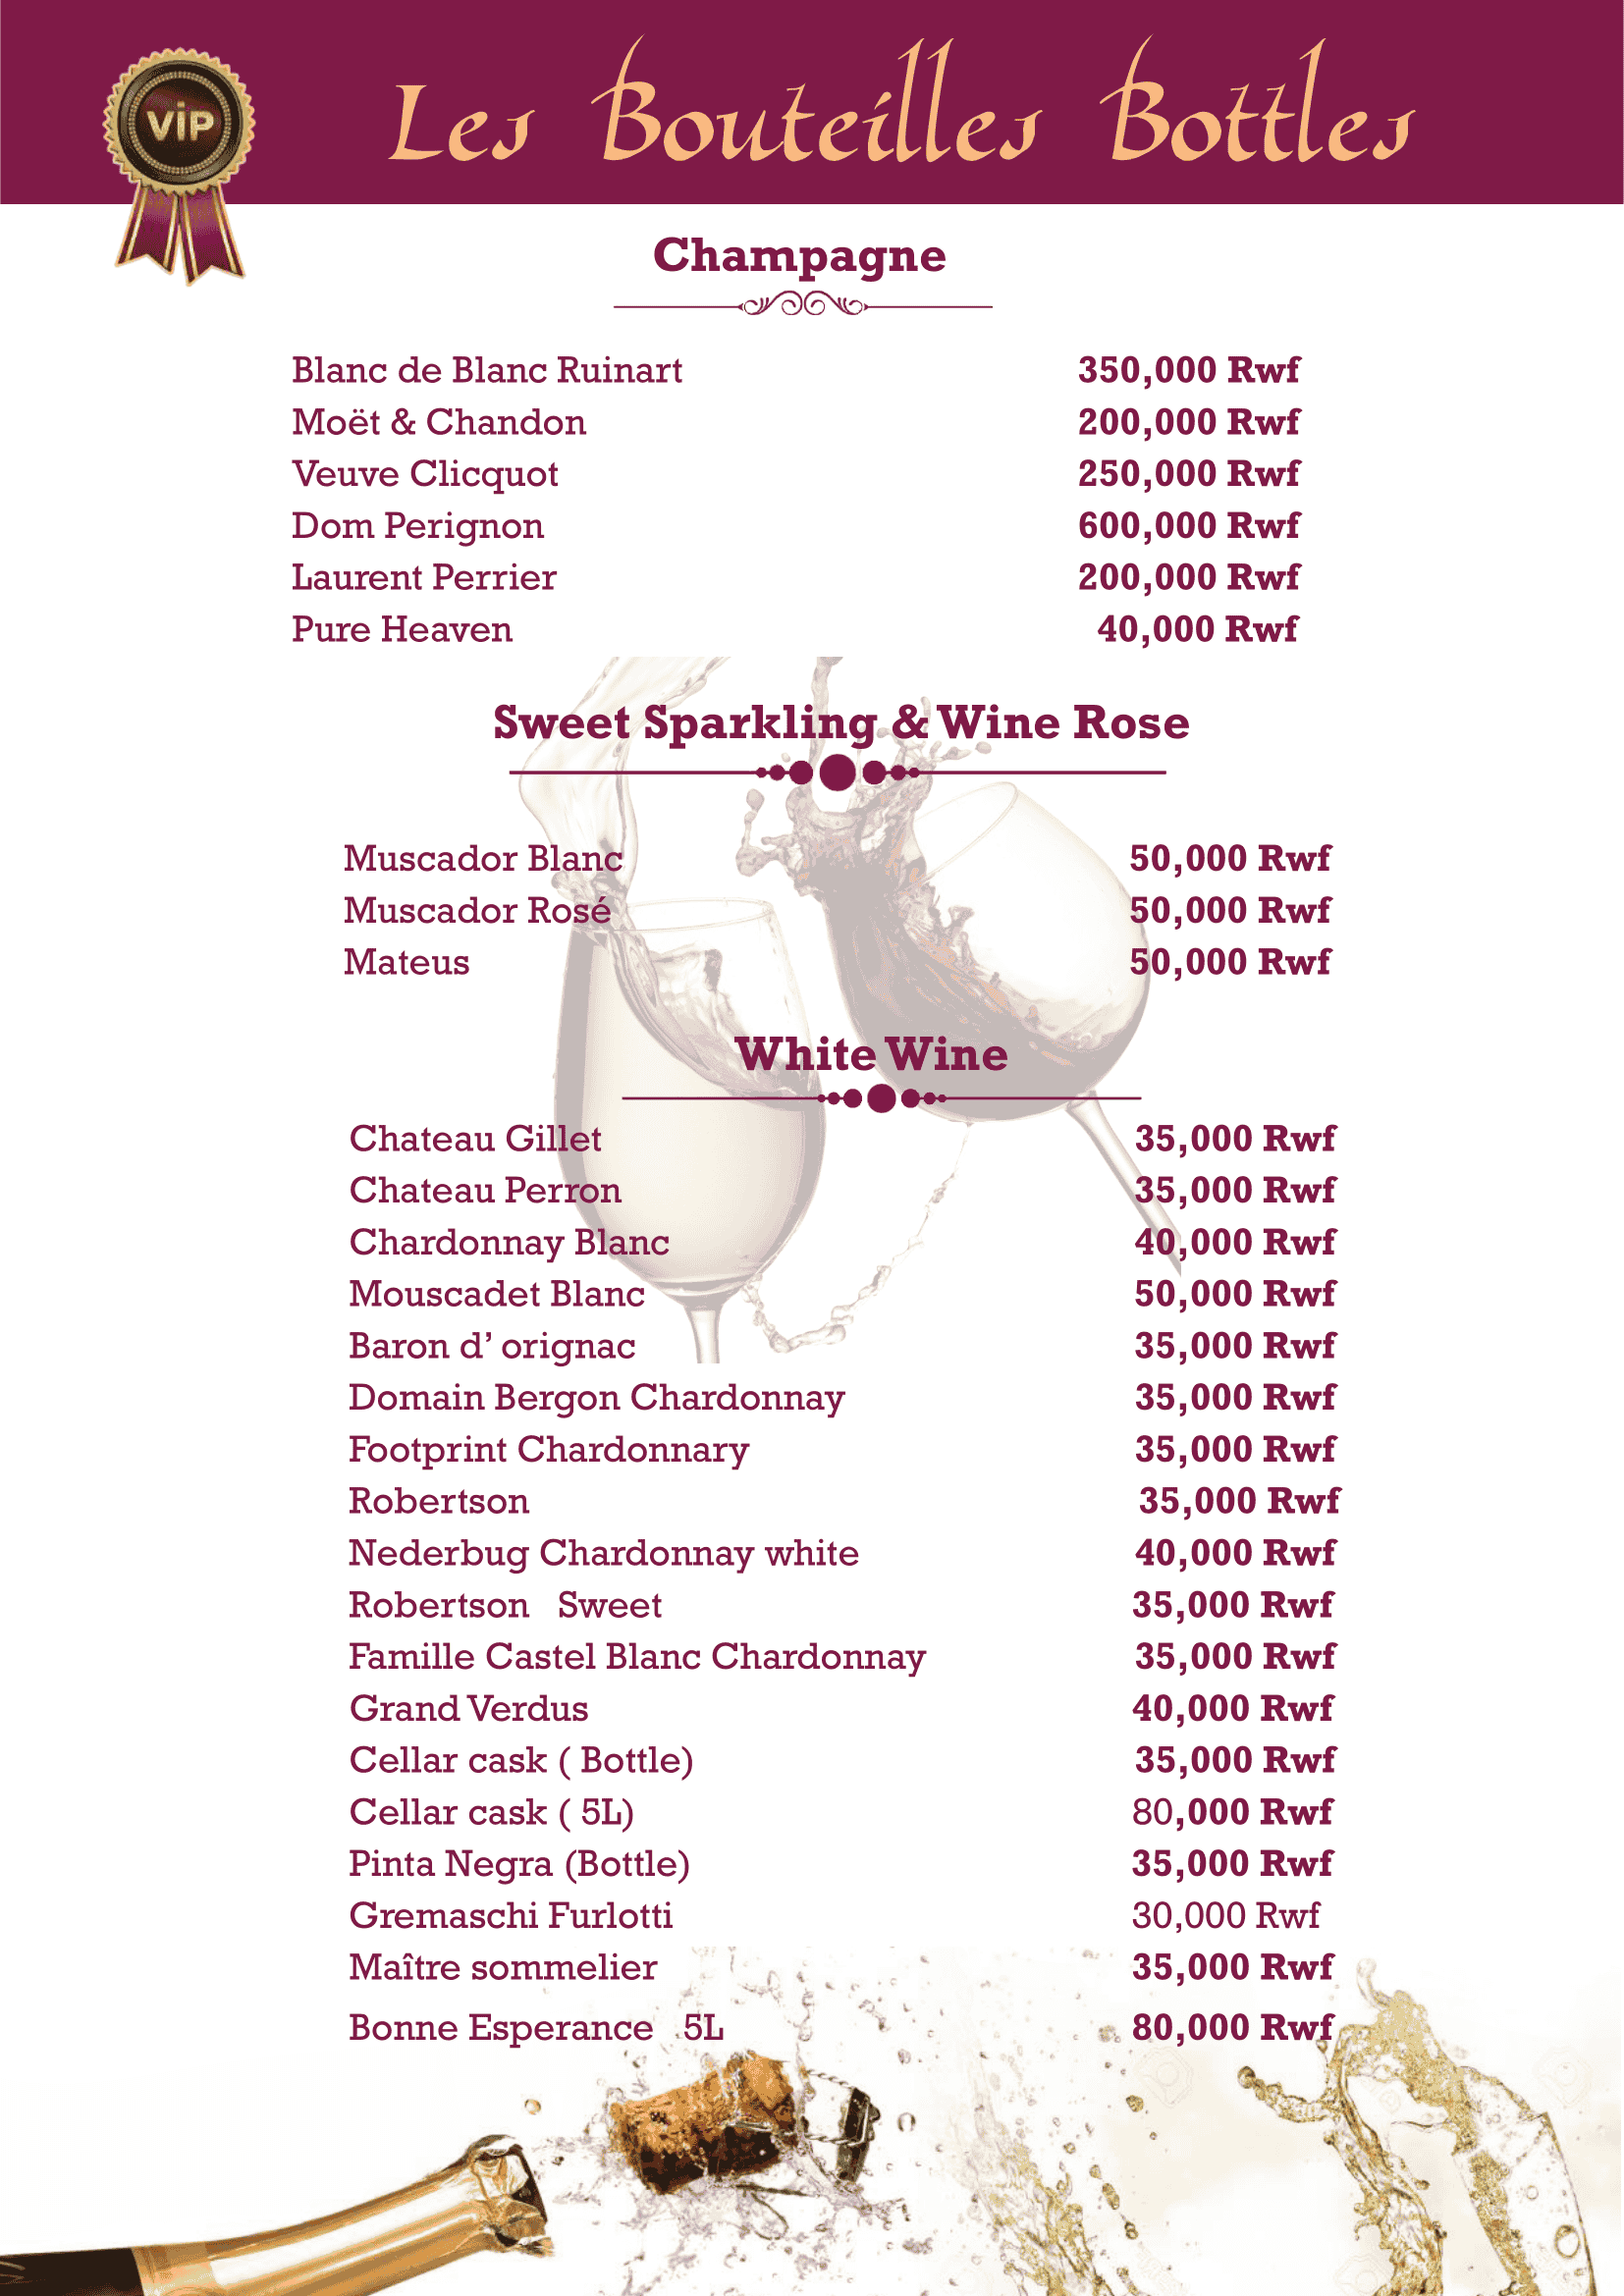 ViP
Les Bouteilles Bottles
Champagne
Blanc de Blanc Ruinart 350,000 Rwf
Moët & Chandon 200,000 Rwf
Veuve Clicquot 250,000 Rwf
Dom Perignon 600,000 Rwf
Laurent Perrier 200,000 Rwf
Pure Heaven 40,000 Rwf
Sweet Sparkling & Wine Rose
Muscador Blanc 50,000 Rwf
Muscador Rosé 50,000 Rwf
Mateus 50,000 Rwf
White Wine
Chateau Gillet 35,000 Rwf
Chateau Perron 35,000 Rwf
Chardonnay Blanc 40,000 Rwf
Mouscadet Blanc 50,000 Rwf
Baron d’ orignac 35,000 Rwf
Domain Bergon Chardonnay 35,000 Rwf
Footprint Chardonnary 35,000 Rwf
Robertson 35,000 Rwf
Nederbug Chardonnay white 40,000 Rwf
Robertson Sweet 35,000 Rwf
Famille Castel Blanc Chardonnay 35,000 Rwf
Grand Verdus 40,000 Rwf
Cellar cask ( Bottle) 35,000 Rwf
Cellar cask ( 5L) 80,000 Rwf
Pinta Negra (Bottle) 35,000 Rwf
Gremaschi Furlotti 30,000 Rwf
Maître sommelier 35,000 Rwf
Bonne Esperance 5L 80,000 Rwf